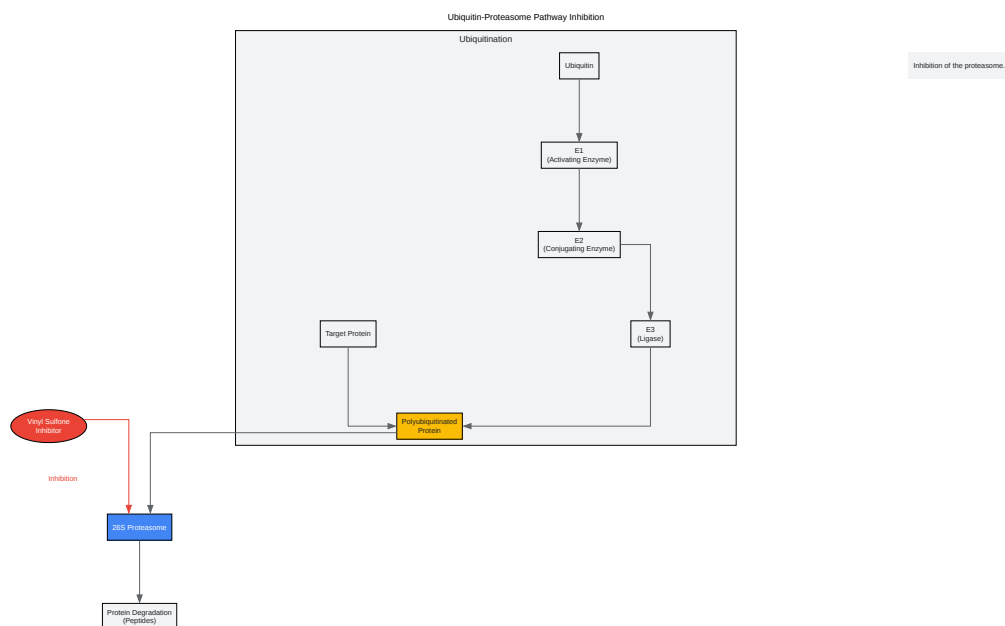 Ubiquitin-Proteasome Pathway Inhibition
Ubiquitination
Ubiquitin
Inhibition of the proteasome.
E1
(Activating Enzyme)
E2
(Conjugating Enzyme)
Target Protein
E3
(Ligase)
Vinyl Sulfone
Inhibitor
Polyubiquitinated
Protein
Inhibition
26S Proteasome
Protein Degradation
(Peptides)